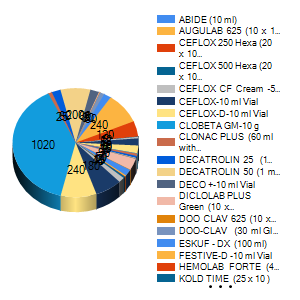 1020
240
240
180
200
120
25
ABIDE (10 ml)
AUGULAB 625 (10 x 1...
CEFLOX 250 Hexa (20
x 10...
CEFLOX 500 Hexa (20
x 10...
CEFLOX CF Cream -5...
CEFLOX-10 ml Vial
CEFLOX-D-10 ml Vial
CLOBETA GM-10 g
CLONAC PLUS (60 ml
with...
DECATROLIN 25 (1...
DECATROLIN 50 (1 m...
DECO +-10 ml Vial
DICLOLAB PLUS
Green (10 x...
DOO CLAV 625 (10 x...
DOO-CLAV (30 ml Gl...
ESKUF - DX (100 ml)
FESTIVE-D -10 ml Vial
HEMOLAB FORTE (4...
KOLD TIME (25 x 10 )